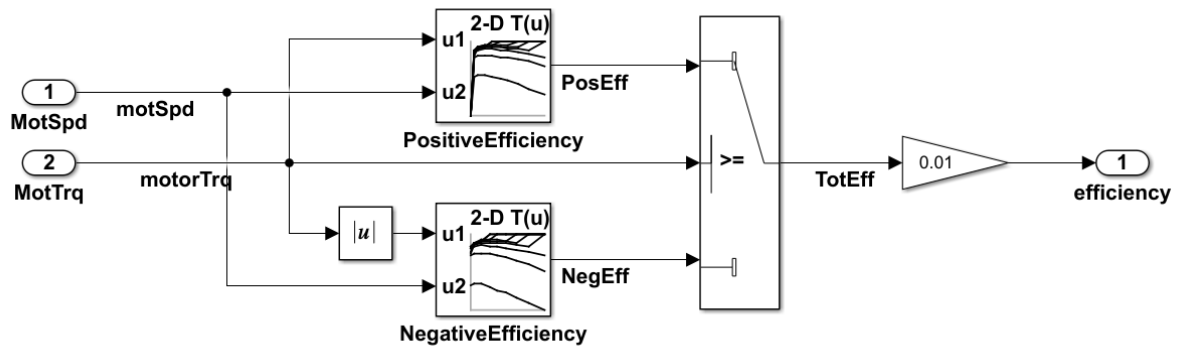 2-D T(u)
u1
u2
PositiveEfficiency
1
MotSpd
motSpd
PosEff
2
MotTrq
motorTrq
>=
TotEff
0.01
1
efficiency
|u|
2-D T(u)
u1
u2
NegativeEfficiency
NegEff